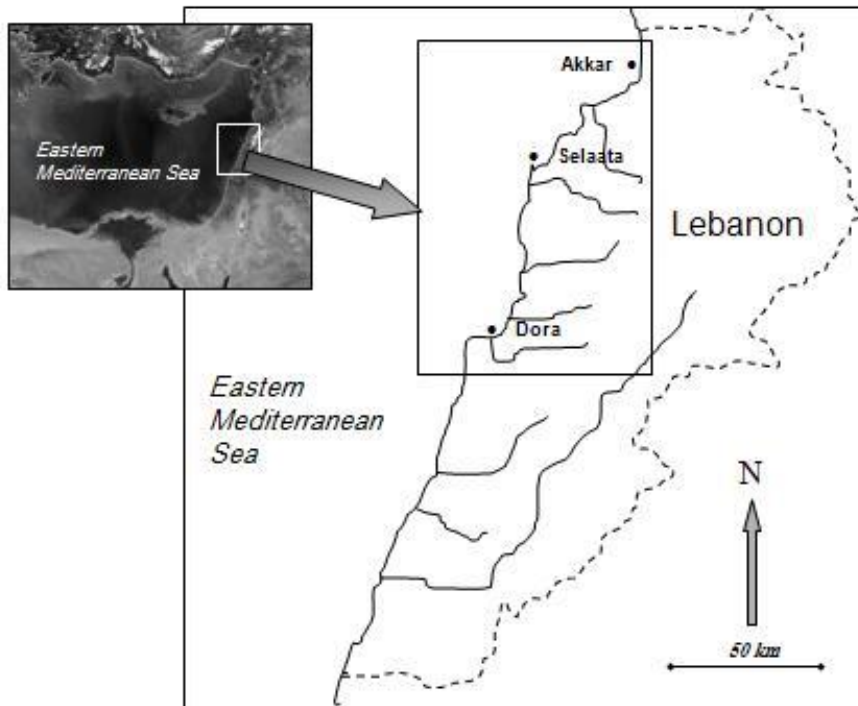 Eastern
Mediterranean Sea
Akkar
Selaata
Lebanon
Dora
Eastern
Mediterranean
Sea
N
50 km